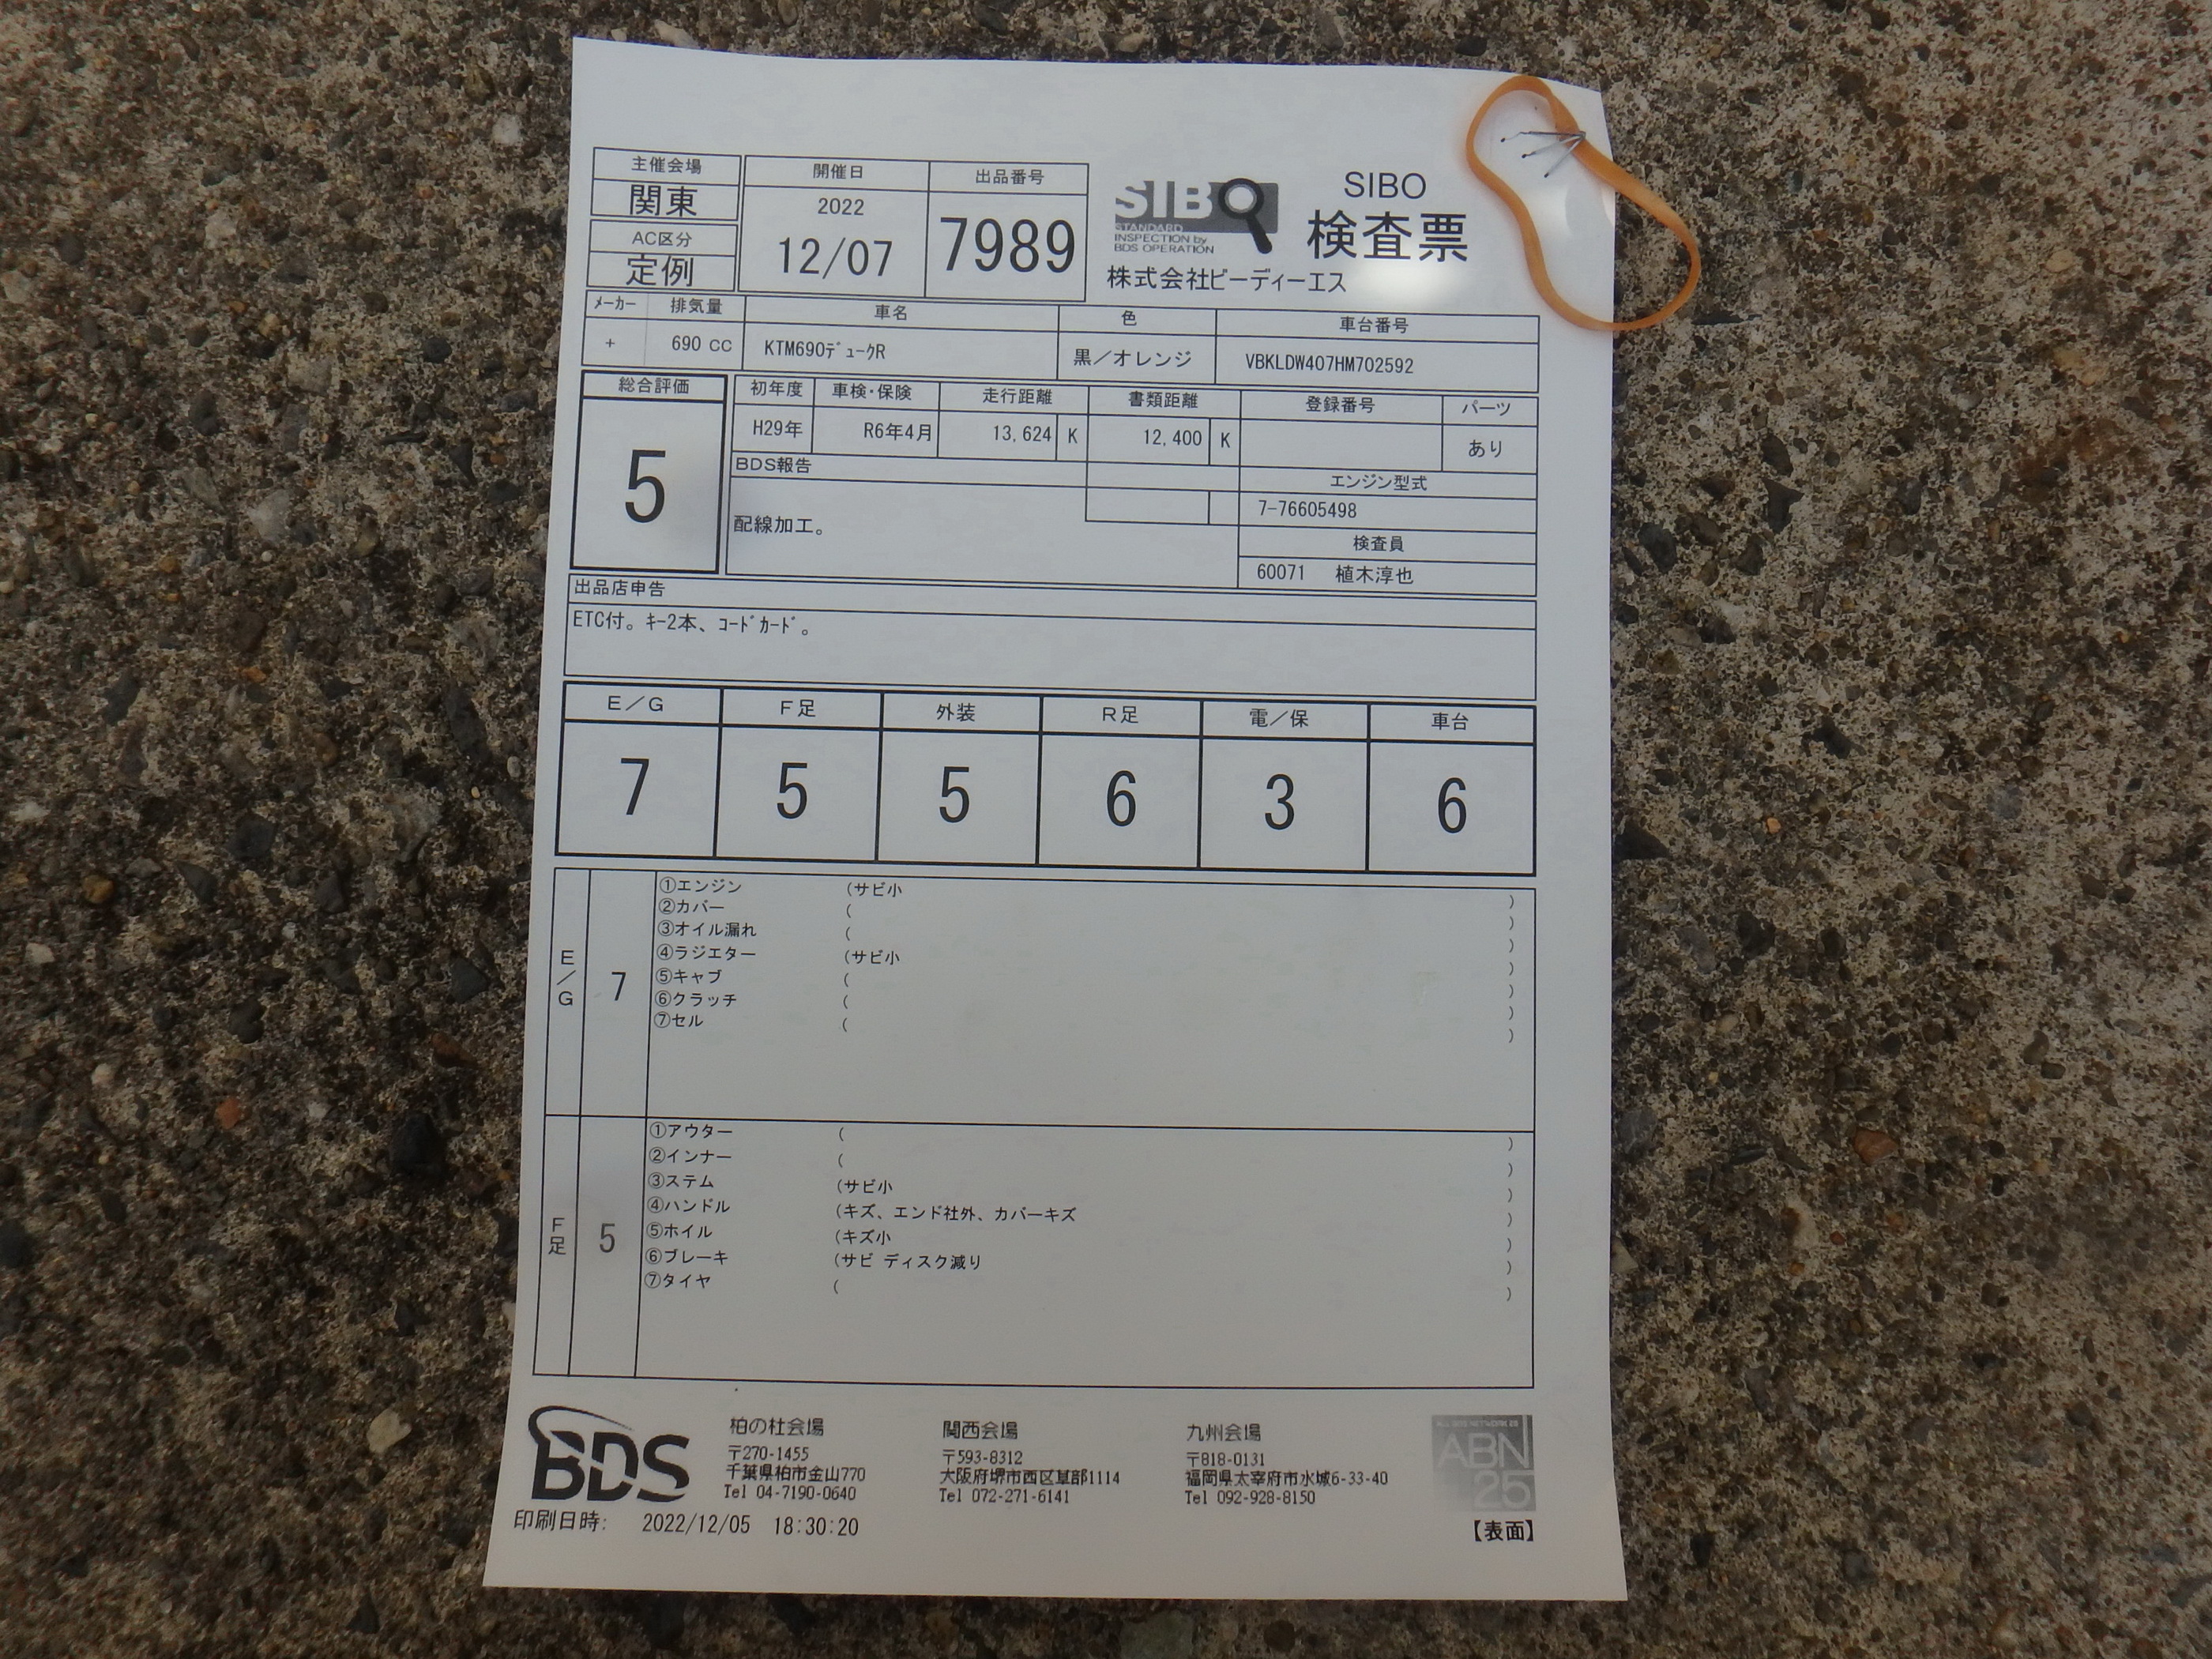 主催会場
関東
AC区分
定例
開催日
2022
12/07
出品番号
7989
SIBO
STANDARD
INSPECTION by
BDS OPERATION
SIBO
検査票
株式会社ビーディーエス
メーカー 排気量 車名 色 車台番号
+ 690 CC KTM690デュークR 黒／オレンジ VBKLDW407HM702592
総合評価
5
初年度 車検・保険 走行距離 書類距離 登録番号 パーツ
H29年 R6年4月 13,624 K 12,400 K あり
BDS報告
配線加工。
エンジン型式
7-76605498
検査員
60071 植木淳也
出品店申告
ETC付。キー2本、コードカード。
E／G F足 外装 R足 電／保 車台
7 5 5 6 3 6
E／G
7
①エンジン (サビ小 )
②カバー ( )
③オイル漏れ ( )
④ラジエター (サビ小 )
⑤キャブ ( )
⑥クラッチ ( )
⑦セル ( )
F足
5
①アウター ( )
②インナー ( )
③ステム (サビ小 )
④ハンドル (キズ、エンド社外、カバーキズ )
⑤ホイル (キズ小 )
⑥ブレーキ (サビ ディスク減り )
⑦タイヤ ( )
BDS
柏の杜会場
〒270-1455
千葉県柏市金山770
Tel 04-7190-0640
関西会場
〒593-8312
大阪府堺市西区草部1114
Tel 072-271-6141
九州会場
〒818-0131
福岡県太宰府市水城6-33-40
Tel 092-928-8150
ABN
25
印刷日時: 2022/12/05 18:30:20
【表面】